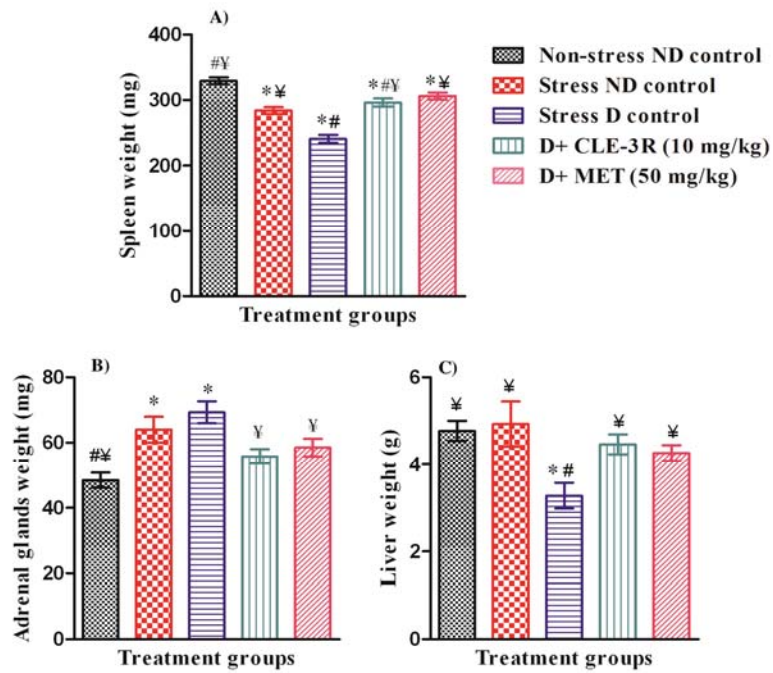 A)
Spleen weight (mg)
400
300
200
100
0
#¥
*¥
*#
*#¥
*¥
Treatment groups
Non-stress ND control
Stress ND control
Stress D control
D+ CLE-3R (10 mg/kg)
D+ MET (50 mg/kg)
B)
Adrenal glands weight (mg)
80
60
40
20
0
#¥
*
*
¥
¥
Treatment groups
C)
Liver weight (g)
6
4
2
0
¥
¥
*#
¥
¥
Treatment groups